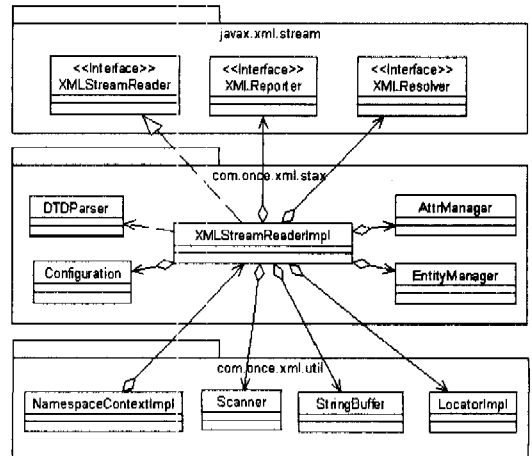 javax.xml.stream
<<Interface>>
XMLStreamReader
<<Interface>>
XMLReporter
<<Interface>>
XMLResolver
com.once.xml.stax
DTDParser
XMLStreamReaderImpl
AttrManager
Configuration
EntityManager
com.once.xml.util
NamespaceContextImpl
Scanner
StringBuffer
LocatorImpl